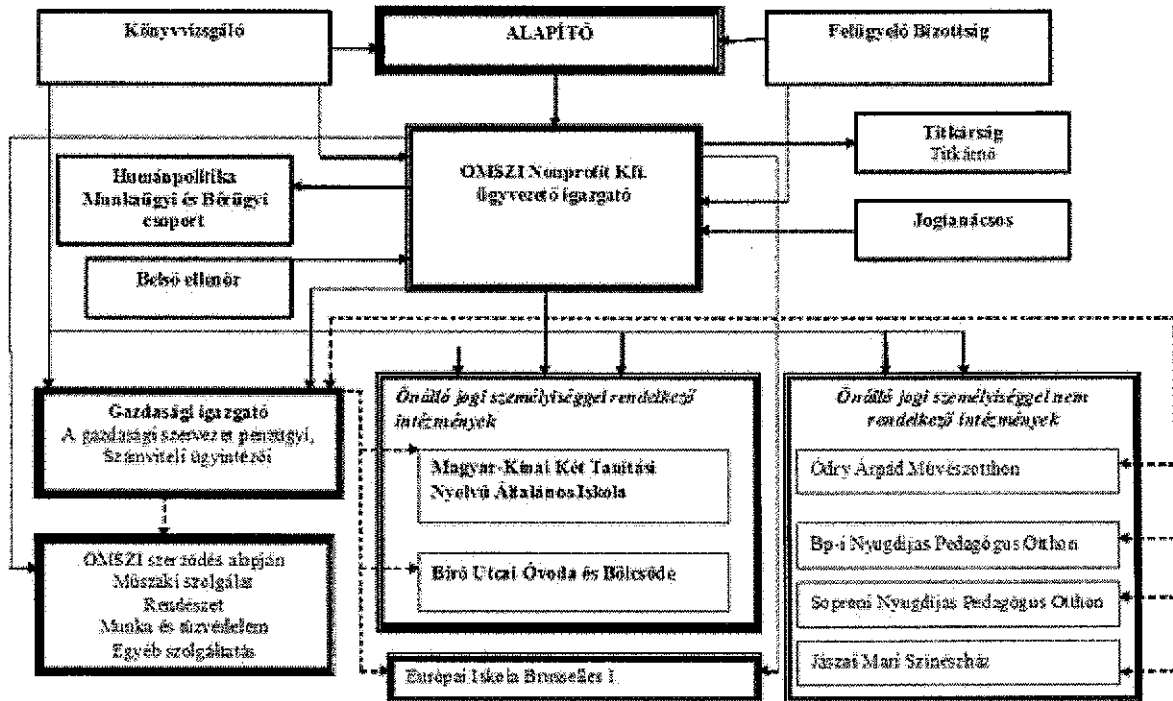 Könyvvizsgáló
ALAPÍTÓ
Felügyelő Bizottság
OMSZI Nonprofit Kft.
ügyvezető igazgató
Titkárság
Titkárnő
Humánpolitika
Munkaügyi és Bérügyi
csoport
Jogtanácsos
Belső ellenőr
Gazdasági igazgató
A gazdasági szervezet pénzügyi,
Számviteli ügyintézői
Önálló jogi személyiséggel rendelkező
intézmények
Magyar-Kínai Két Tanítási
Nyelvű Általános Iskola
Bíró Utcai Óvoda és Bölcsőde
Önálló jogi személyiséggel nem
rendelkező intézmények
Ódry Árpád Művészotthon
Bp-i Nyugdíjas Pedagógus Otthon
Soproni Nyugdíjas Pedagógus Otthon
Jászai Mari Színészház
OMSZI szerződés alapján
Műszaki szolgálat
Rendészet
Munka és tűzvédelem
Egyéb szolgáltatás
Európai Iskola Brusselles I.